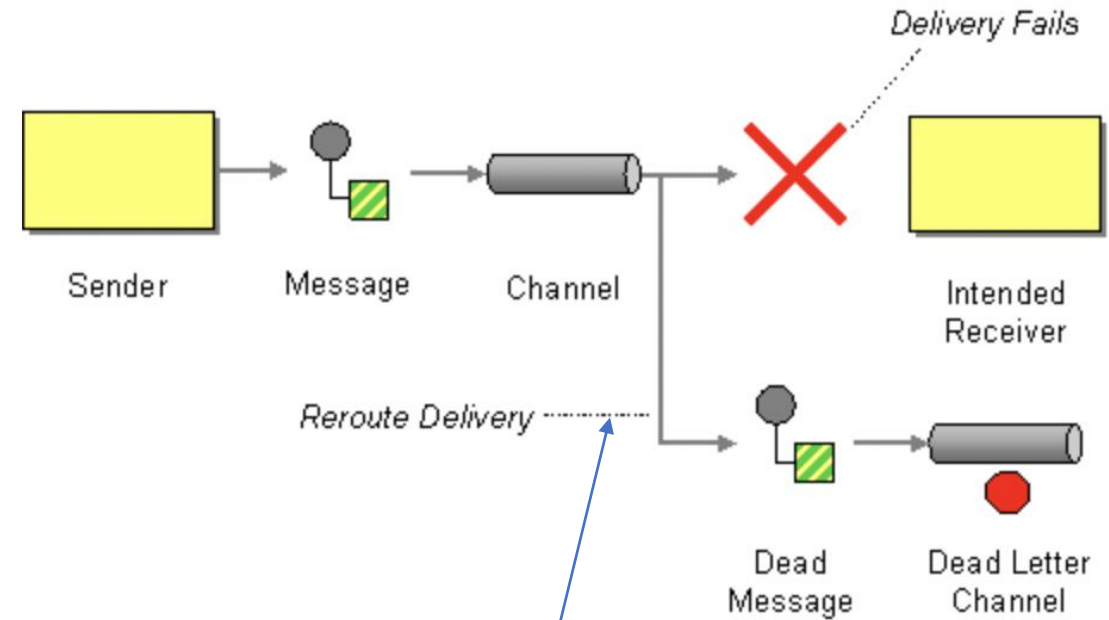 Delivery Fails
Sender
Message
Channel
Intended
Receiver
Reroute Delivery
Dead
Message
Dead Letter
Channel